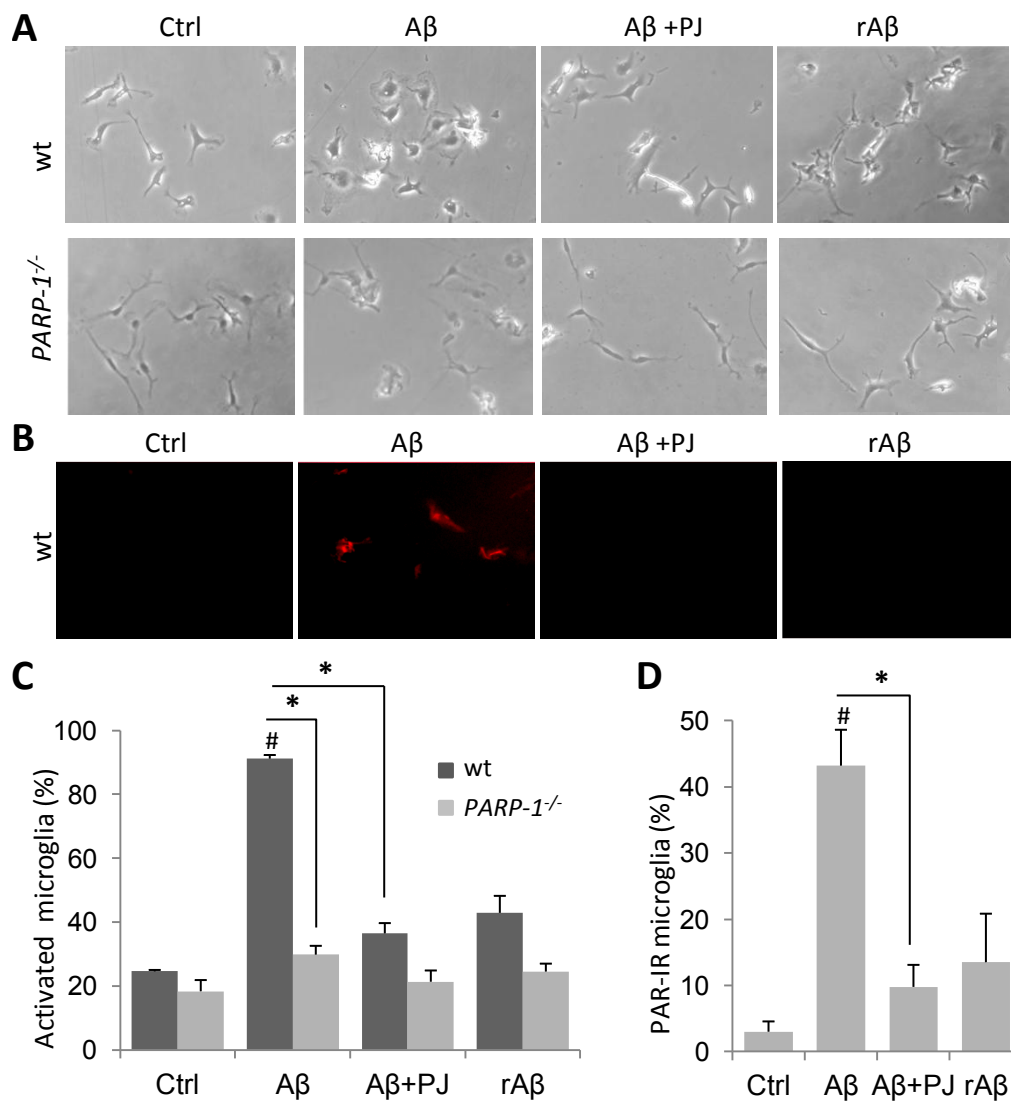 A
Ctrl Aβ Aβ +PJ rAβ
wt
PARP-1-/-
B
Ctrl Aβ Aβ +PJ rAβ
wt
C
Activated microglia (%)
100
80
60
40
20
0
*
*
#
wt
PARP-1-/-
Ctrl Aβ Aβ+PJ rAβ
D
PAR-IR microglia (%)
50
40
30
20
10
0
*
#
Ctrl Aβ Aβ+PJ rAβ